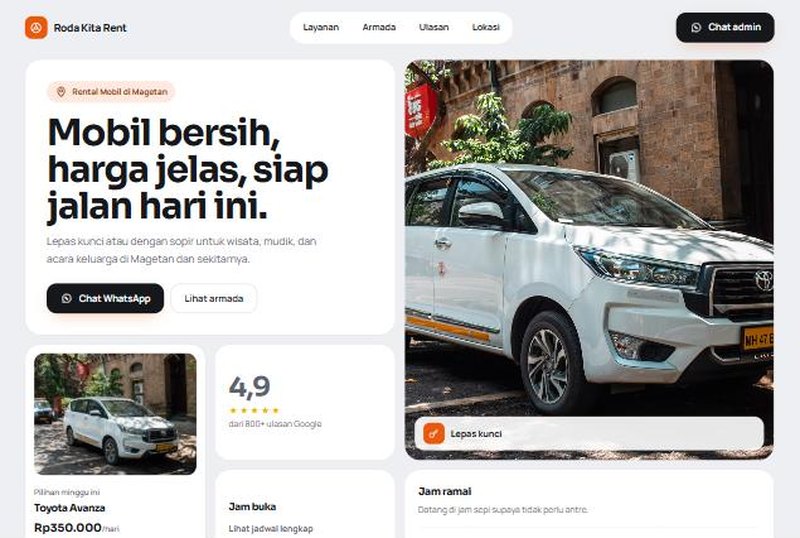 Roda Kita Rent
Layanan
Armada
Ulasan
Lokasi
Chat admin
Rental Mobil di Magetan
Mobil bersih,
harga jelas, siap
jalan hari ini.
Lepas kunci atau dengan sopir untuk wisata, mudik, dan
acara keluarga di Magetan dan sekitarnya.
Chat WhatsApp
Lihat armada
MH 47
Lepas kunci
Pilihan minggu ini
Toyota Avanza
Rp350.000/hari
4,9
★★★★★
dari 800+ ulasan Google
Jam buka
Lihat jadwal lengkap
Jam ramai
Datang di jam sepi supaya tidak perlu antre.